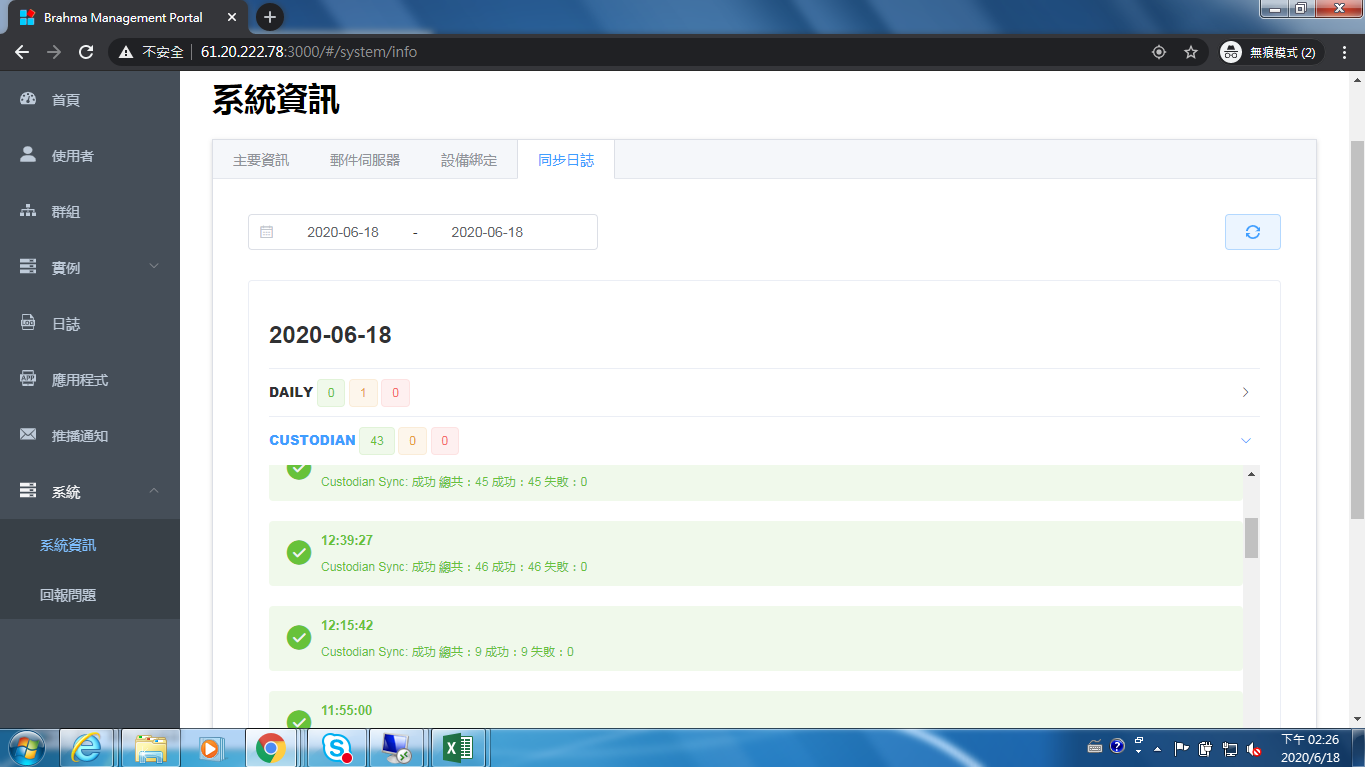 Brahma Management Portal
不安全 61.20.222.78:3000/#/system/info
無痕模式 (2)
首頁
使用者
群組
實例
日誌
應用程式
推播通知
系統
系統資訊
回報問題
系統資訊
主要資訊 郵件伺服器 設備綁定 同步日誌
2020-06-18 - 2020-06-18
2020-06-18
DAILY 0 1 0
CUSTODIAN 43 0 0
Custodian Sync: 成功 總共：45 成功：45 失敗：0
12:39:27
Custodian Sync: 成功 總共：46 成功：46 失敗：0
12:15:42
Custodian Sync: 成功 總共：9 成功：9 失敗：0
11:55:00
下午 02:26
2020/6/18